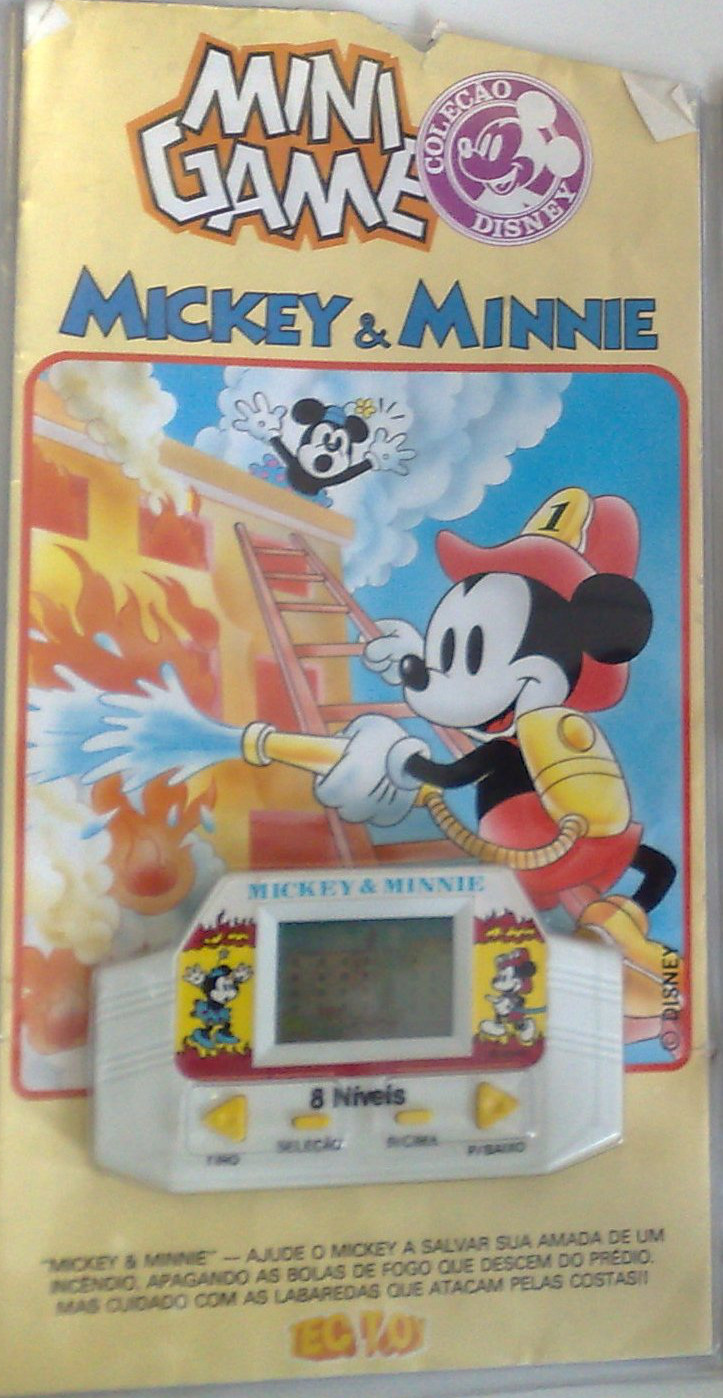 MINI
GAME
COLEÇÃO
DISNEY
MICKEY & MINNIE
1
MICKEY & MINNIE
© DISNEY
8 Níveis
TIRO SELEÇÃO P/CIMA P/BAIXO
"MICKEY & MINNIE" — AJUDE O MICKEY A SALVAR SUA AMADA DE UM
INCÊNDIO, APAGANDO AS BOLAS DE FOGO QUE DESCEM DO PRÉDIO.
MAS CUIDADO COM AS LABAREDAS QUE ATACAM PELAS COSTAS!!
TEC TOY